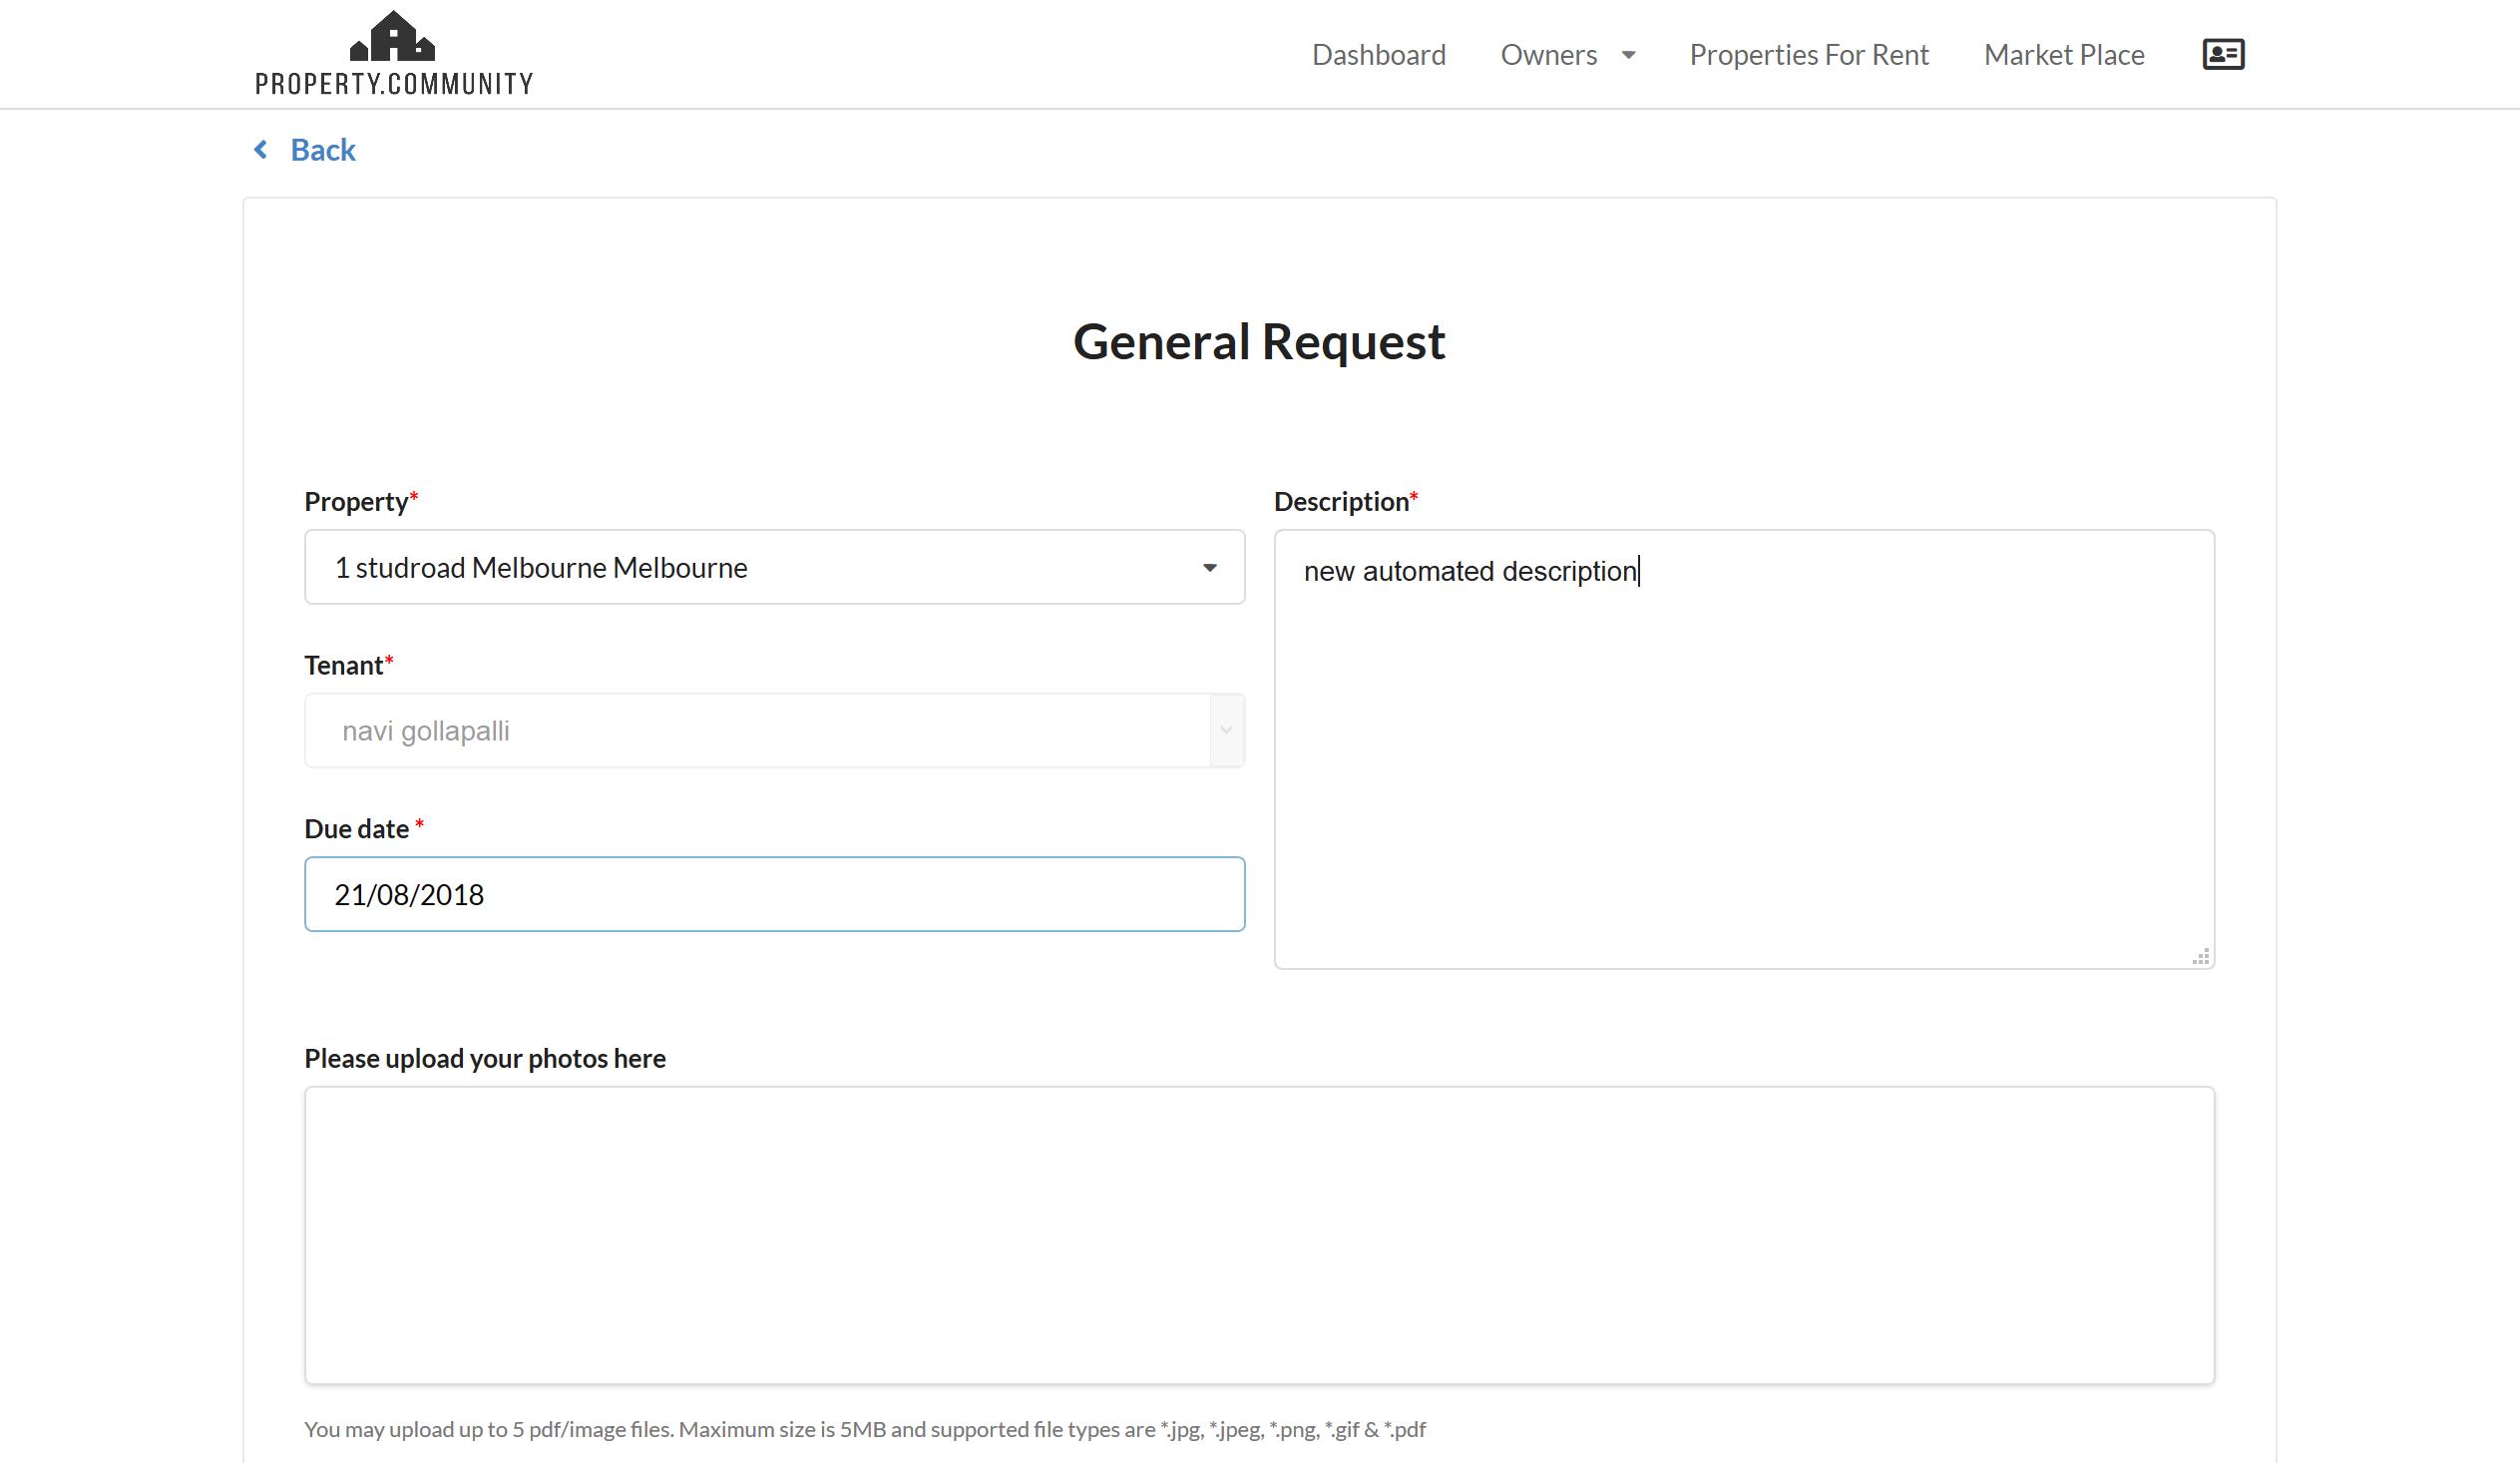 PROPERTY.COMMUNITY
Dashboard Owners Properties For Rent Market Place
Back
General Request
Property*
1 studroad Melbourne Melbourne
Tenant*
navi gollapalli
Due date *
21/08/2018
Description*
new automated description
Please upload your photos here
You may upload up to 5 pdf/image files. Maximum size is 5MB and supported file types are *.jpg, *.jpeg, *.png, *.gif & *.pdf